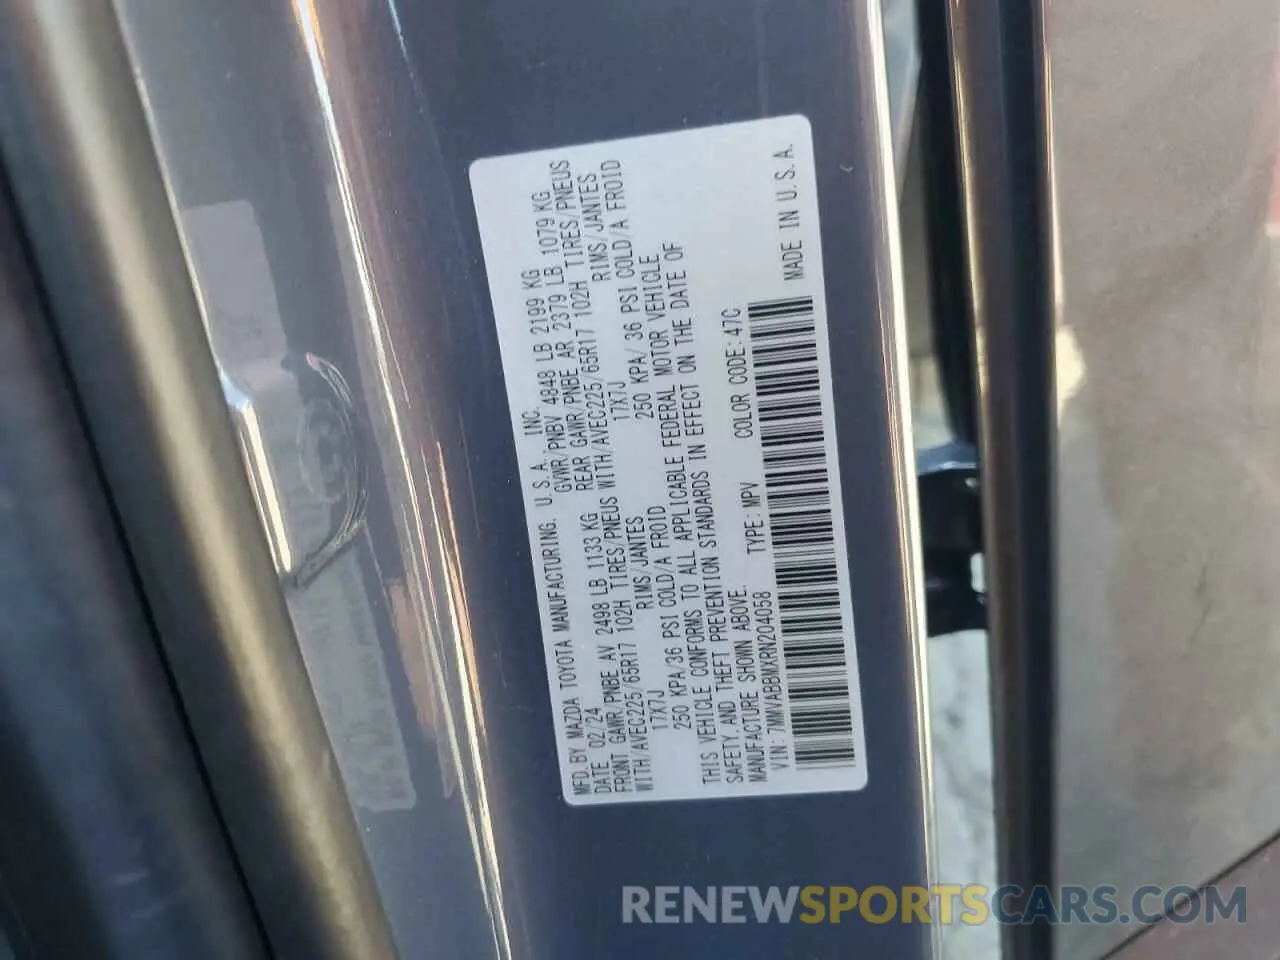 MFD. BY MAZDA TOYOTA MANUFACTURING, U.S.A., INC.
DATE 02/24 GVWR/PNBV 4848 LB 2199 KG
FRONT GAWR/PNBE AV 2498 LB 1133 KG REAR GAWR/PNBE AR 2379 LB 1079 KG
WITH/AVEC225/65R17 102H TIRES/PNEUS WITH/AVEC225/65R17 102H TIRES/PNEUS
17X7J RIMS/JANTES 17X7J RIMS/JANTES
250 KPA/36 PSI COLD/A FROID 250 KPA/ 36 PSI COLD/A FROID
THIS VEHICLE CONFORMS TO ALL APPLICABLE FEDERAL MOTOR VEHICLE
SAFETY, AND THEFT PREVENTION STANDARDS IN EFFECT ON THE DATE OF
MANUFACTURE SHOWN ABOVE.
VIN: 7MMVABBMXRN204058 TYPE: MPV COLOR CODE: 47C
MADE IN U.S.A.
RENEWSPORTSCARS.COM